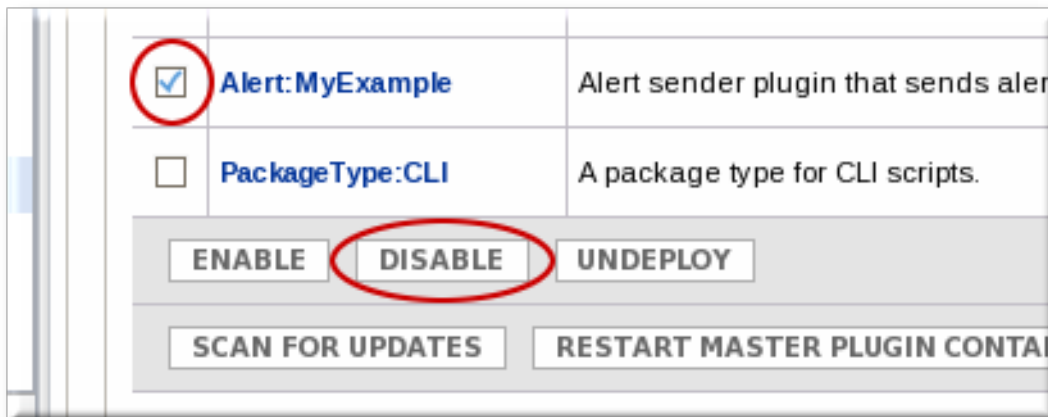 Alert:MyExample Alert sender plugin that sends aler
PackageType:CLI A package type for CLI scripts.
ENABLE DISABLE UNDEPLOY
SCAN FOR UPDATES RESTART MASTER PLUGIN CONTA